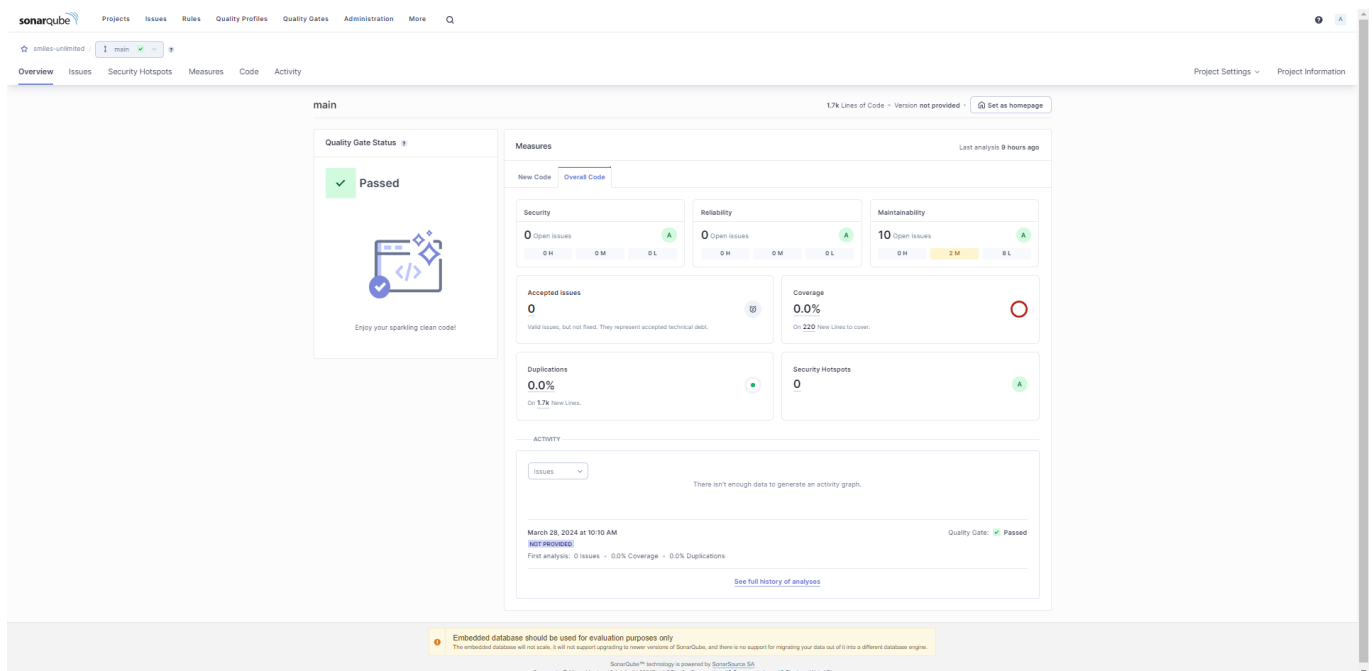 sonarqube Projects Issues Rules Quality Profiles Quality Gates Administration More A
smiles-unlimited / main
Overview Issues Security Hotspots Measures Code Activity Project Settings Project Information
main 1.7k Lines of Code • Version not provided • Set as homepage
Quality Gate Status ?
Passed
Enjoy your sparkling clean code!
Measures Last analysis 9 hours ago
New Code Overall Code
Security Reliability Maintainability
0 Open issues A 0 Open issues A 10 Open issues A
0 H 0 M 0 L 0 H 0 M 0 L 0 H 2 M 8 L
Accepted issues Coverage
0 0.0%
Valid issues, but not fixed. They represent accepted technical debt. On 220 New Lines to cover.
Duplications Security Hotspots
0.0% 0 A
On 1.7k New Lines.
ACTIVITY
Issues
There isn't enough data to generate an activity graph.
March 28, 2024 at 10:10 AM Quality Gate: Passed
NOT PROVIDED
First analysis: 0 Issues • 0.0% Coverage • 0.0% Duplications
See full history of analyses
Embedded database should be used for evaluation purposes only
The embedded database will not scale, it will not support upgrading to newer versions of SonarQube, and there is no support for migrating your data out of it into a different database engine.
SonarQube™ technology is powered by SonarSource SA